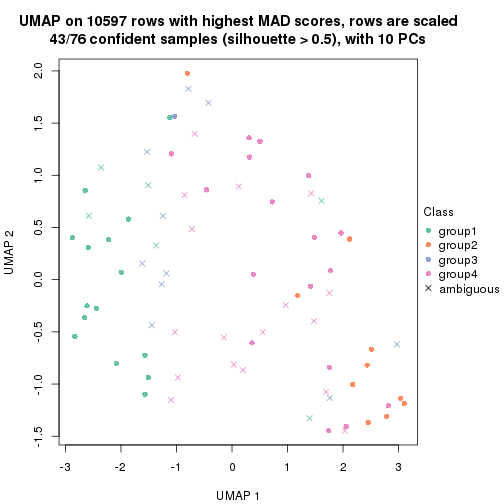 UMAP on 10597 rows with highest MAD scores, rows are scaled
43/76 confident samples (silhouette > 0.5), with 10 PCs
2.0
1.5
1.0
0.5
0.0
-0.5
-1.0
-1.5
UMAP 2
-3 -2 -1 0 1 2 3
UMAP 1
Class
group1
group2
group3
group4
ambiguous